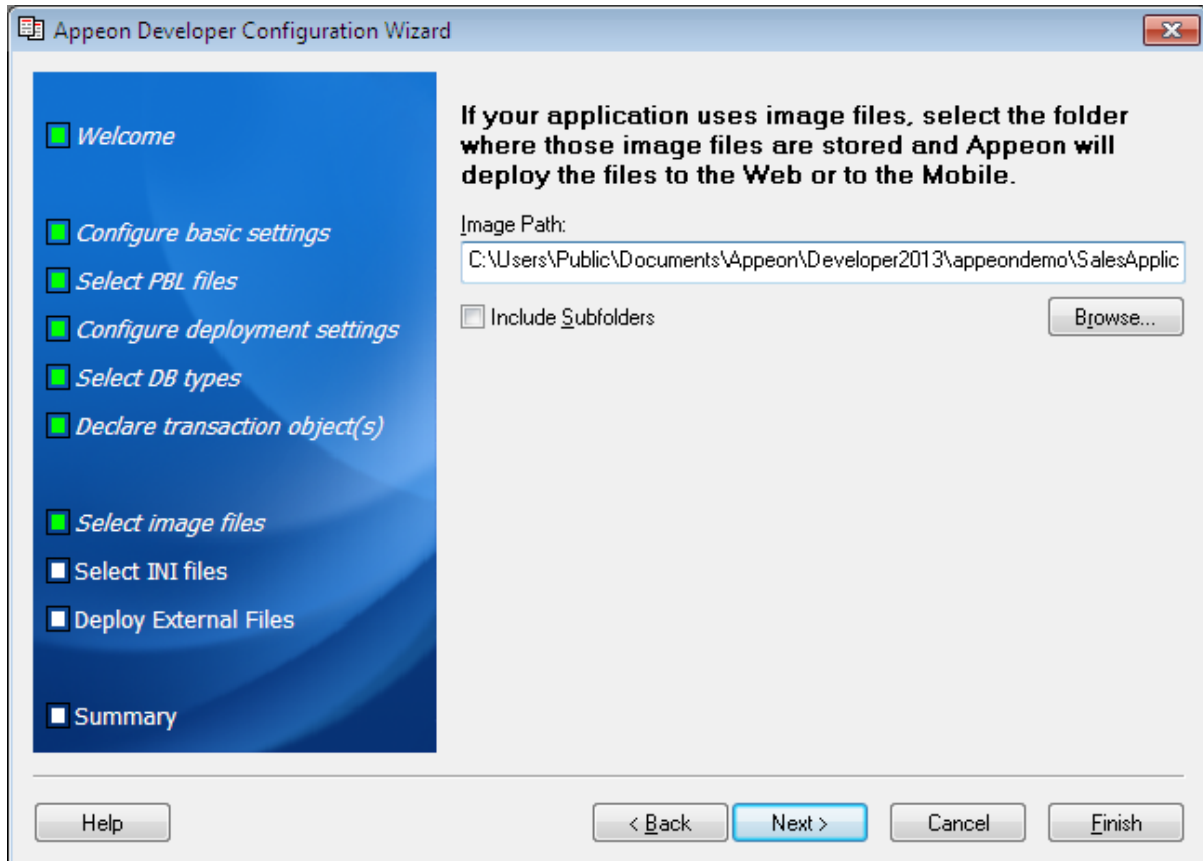 Appeon Developer Configuration Wizard
Welcome
Configure basic settings
Select PBL files
Configure deployment settings
Select DB types
Declare transaction object(s)
Select image files
Select INI files
Deploy External Files
Summary
If your application uses image files, select the folder
where those image files are stored and Appeon will
deploy the files to the Web or to the Mobile.
Image Path:
C:\Users\Public\Documents\Appeon\Developer2013\appeondemo\SalesApplic
Include Subfolders
Browse...
Help
< Back
Next >
Cancel
Finish